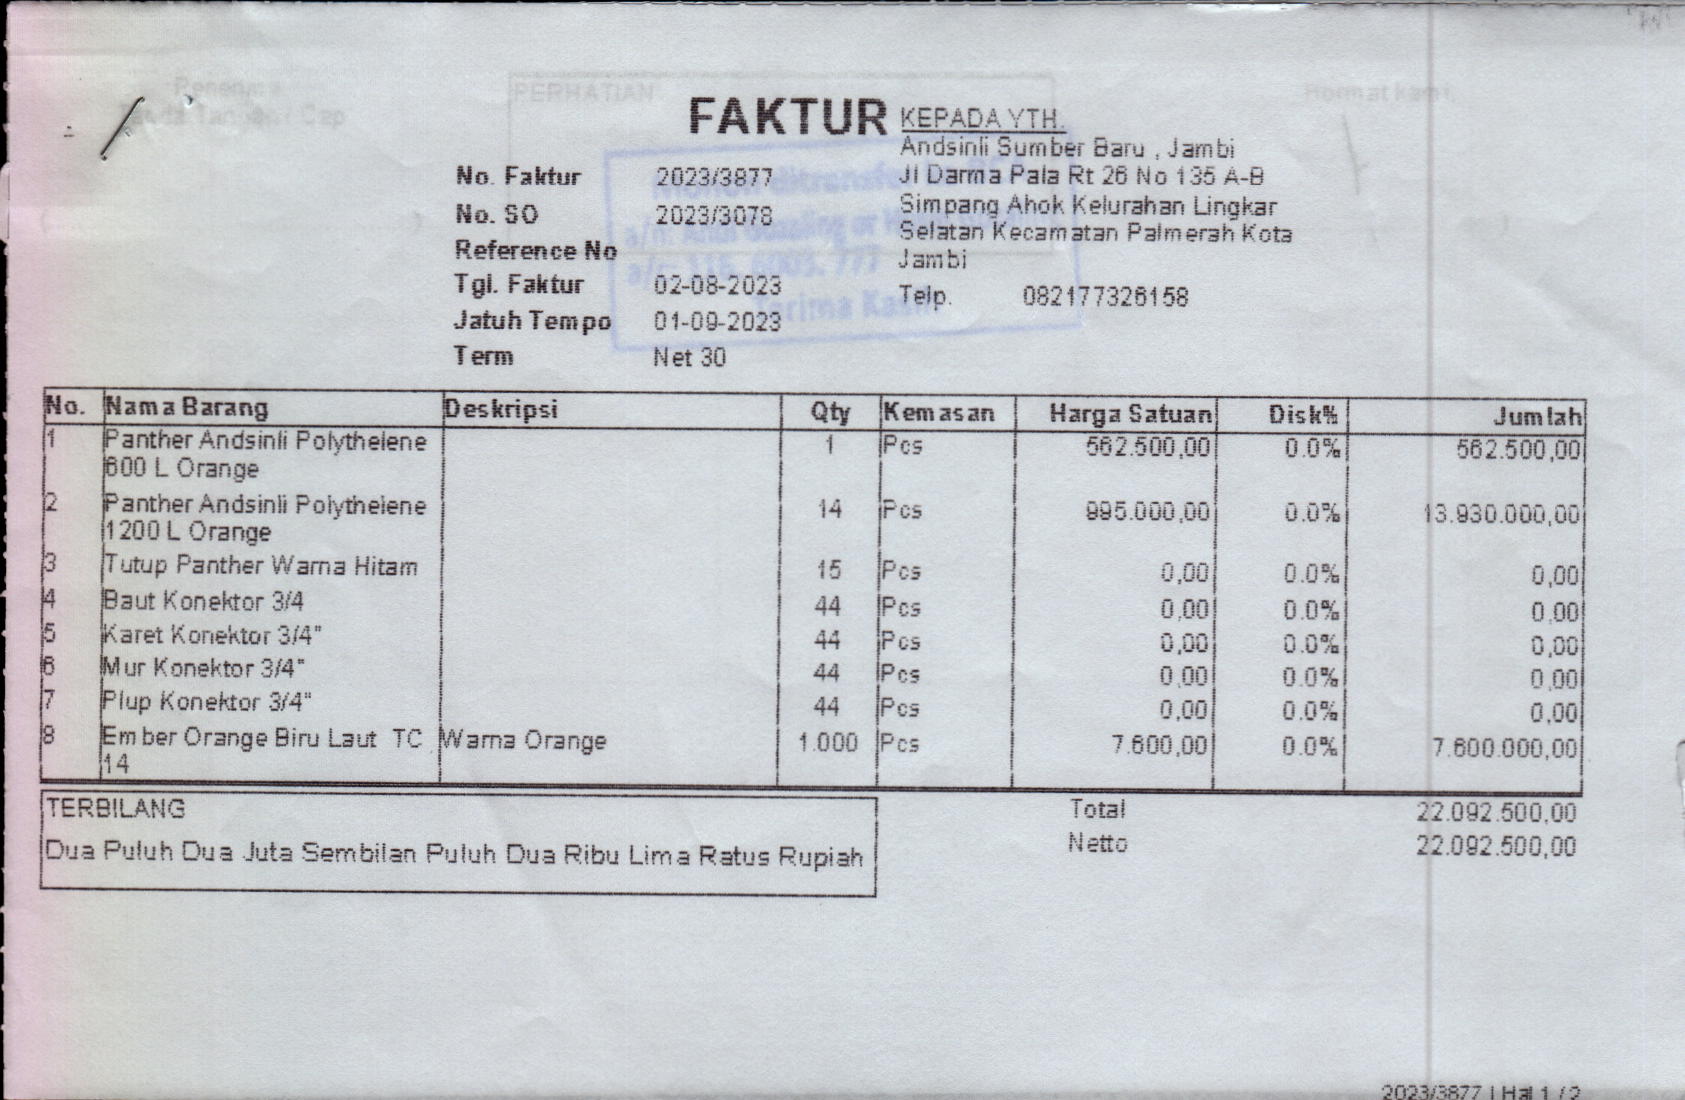 FAKTUR
KEPADA YTH.
Andsinli Sumber Baru , Jambi
Jl Darma Pala Rt 26 No 135 A-B
Simpang Ahok Kelurahan Lingkar
Selatan Kecamatan Palmerah Kota
Jambi
Telp. 082177326158
No. Faktur 2023/3877
No. SO 2023/3078
Reference No
Tgl. Faktur 02-08-2023
Jatuh Tempo 01-09-2023
Term Net 30
PERHATIAN
Terima Kasih
Hormat kami,
No. Nama Barang Deskripsi Qty Kemasan Harga Satuan Disk% Jumlah
1 Panther Andsinli Polythelene 1 Pcs 562.500,00 0.0% 562.500,00
600 L Orange
2 Panther Andsinli Polythelene 14 Pcs 995.000,00 0.0% 13.930.000,00
1200 L Orange
3 Tutup Panther Warna Hitam 15 Pcs 0,00 0.0% 0,00
4 Baut Konektor 3/4 44 Pcs 0,00 0.0% 0,00
5 Karet Konektor 3/4" 44 Pcs 0,00 0.0% 0,00
6 Mur Konektor 3/4" 44 Pcs 0,00 0.0% 0,00
7 Plup Konektor 3/4" 44 Pcs 0,00 0.0% 0,00
8 Ember Orange Biru Laut TC Warna Orange 1.000 Pcs 7.600,00 0.0% 7.600.000,00
14
TERBILANG
Dua Puluh Dua Juta Sembilan Puluh Dua Ribu Lima Ratus Rupiah
Total 22.092.500,00
Netto 22.092.500,00
2023/3877 | Hal 1 / 2